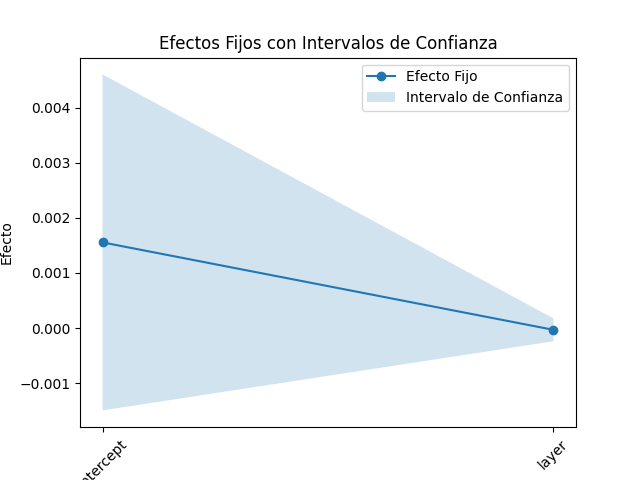 Efectos Fijos con Intervalos de Confianza
Efecto Fijo
Intervalo de Confianza
0.004
0.003
0.002
0.001
0.000
−0.001
Efecto
layer